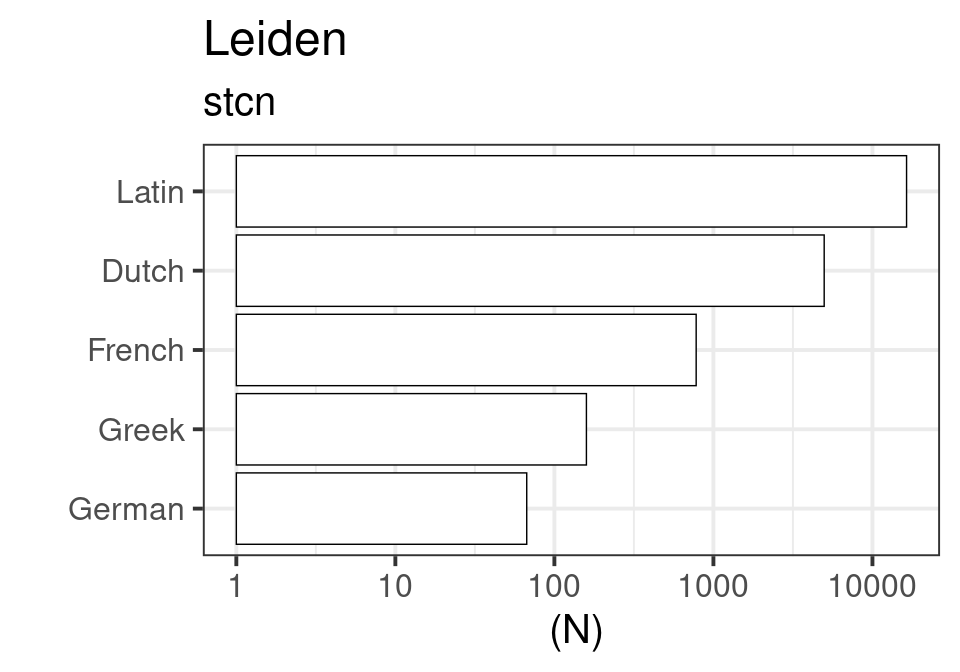 Leiden
stcn
Latin
Dutch
French
Greek
German
1 10 100 1000 10000
(N)